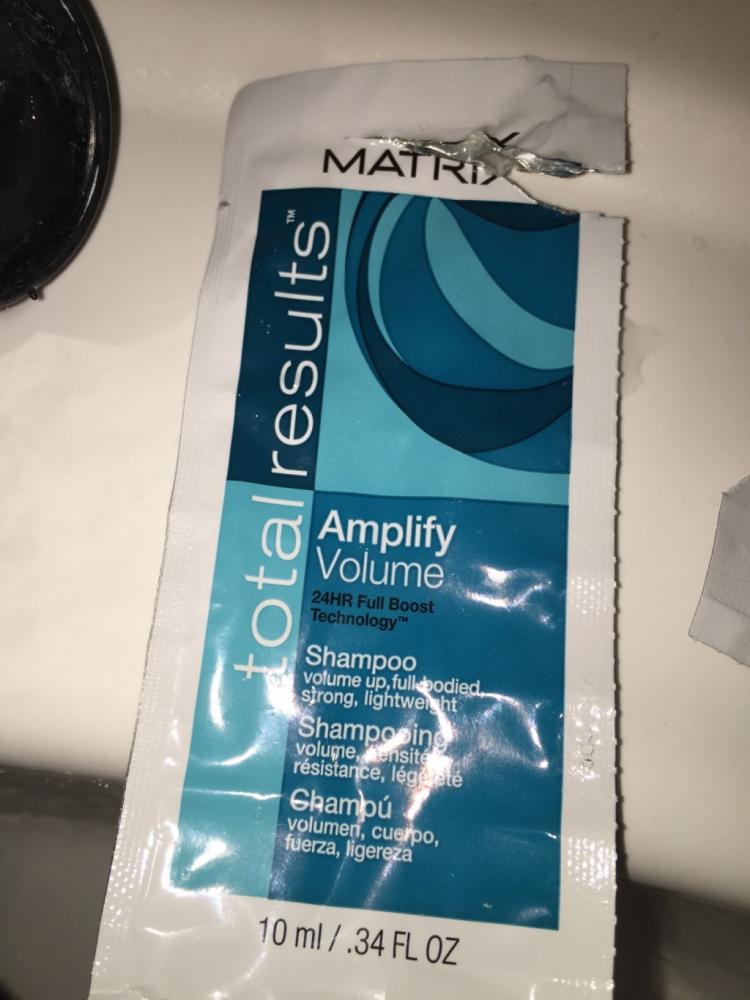 MATRIX
total results™
Amplify
Volume
24HR Full Boost
Technology™
Shampoo
volume up, full-bodied,
strong, lightweight
Shampooing
volume, densité,
résistance, légèreté
Champú
volumen, cuerpo,
fuerza, ligereza
10 ml / .34 FL OZ